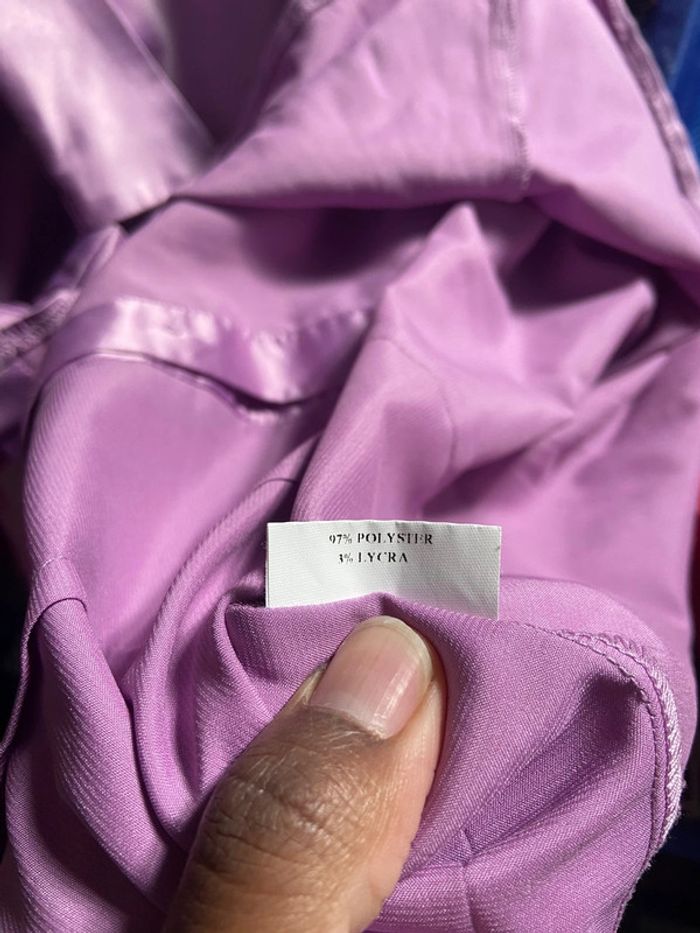 97% POLYSTER
3% LYCRA